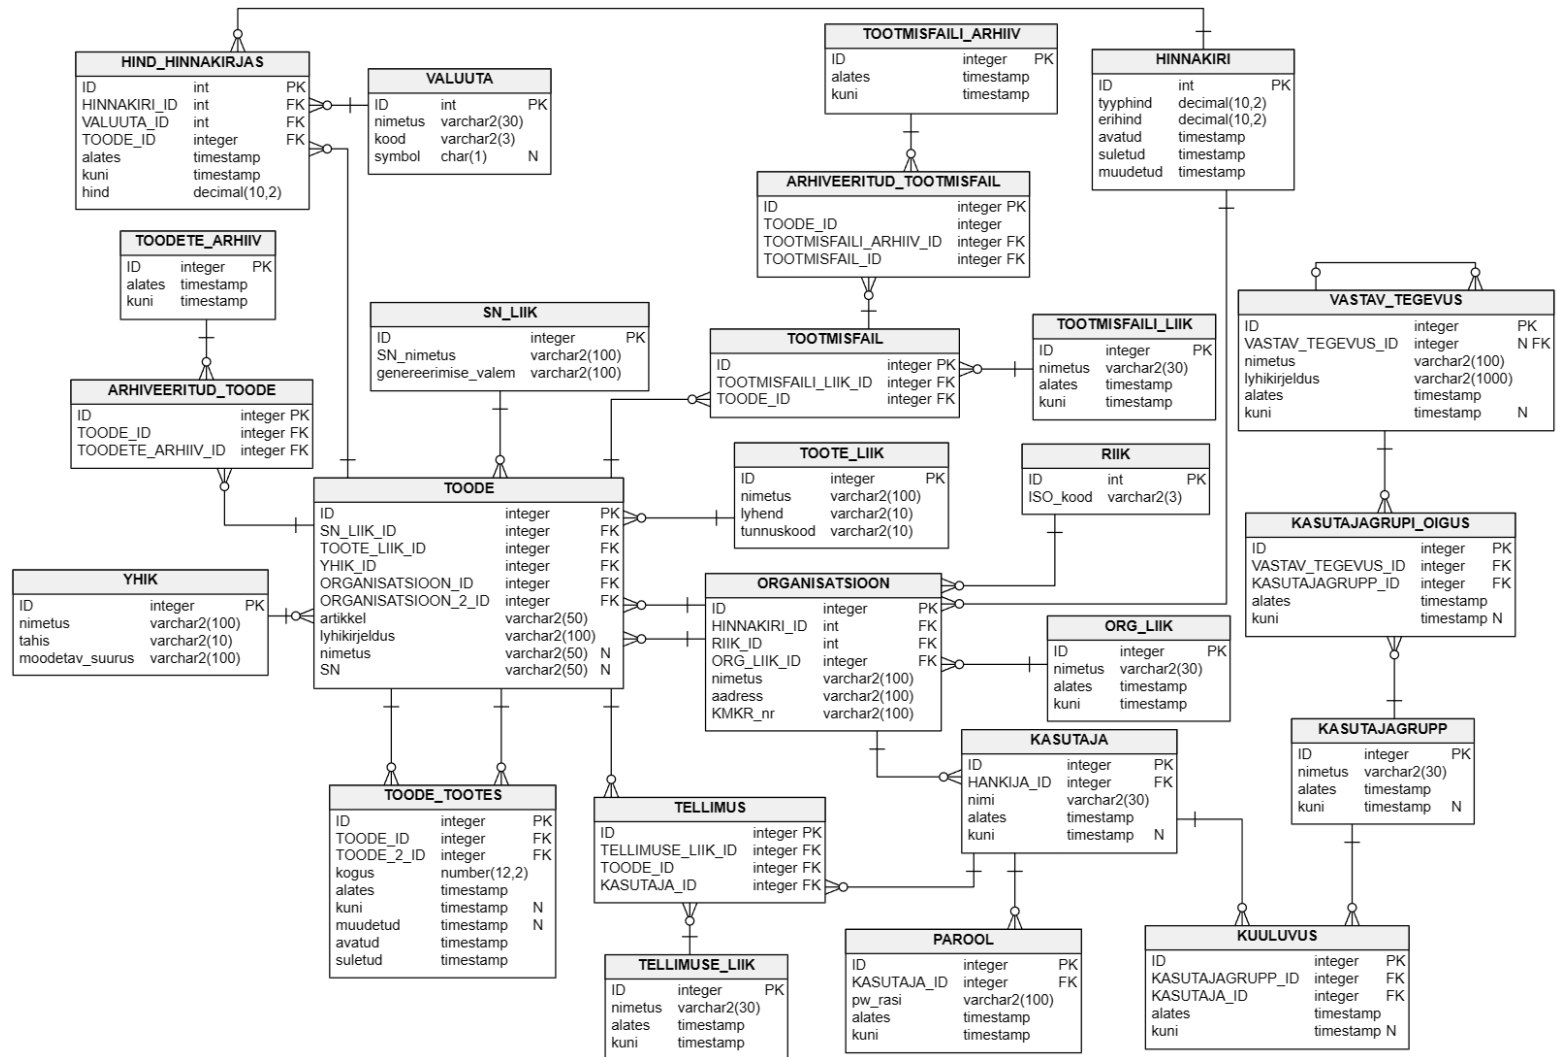 HIND_HINNAKIRJAS
ID int PK
HINNAKIRI_ID int FK
VALUUTA_ID int FK
TOODE_ID integer FK
alates timestamp
kuni timestamp
hind decimal(10,2)
VALUUTA
ID int PK
nimetus varchar2(30)
kood varchar2(3)
symbol char(1) N
TOOTMISFAILI_ARHIIV
ID integer PK
alates timestamp
kuni timestamp
HINNAKIRI
ID int PK
tyyphind decimal(10,2)
erihind decimal(10,2)
avatud timestamp
suletud timestamp
muudetud timestamp
ARHIVEERITUD_TOOTMISFAIL
ID integer PK
TOODE_ID integer
TOOTMISFAILI_ARHIIV_ID integer FK
TOOTMISFAIL_ID integer FK
TOODETE_ARHIIV
ID integer PK
alates timestamp
kuni timestamp
SN_LIIK
ID integer PK
SN_nimetus varchar2(100)
genereerimise_valem varchar2(100)
TOOTMISFAIL
ID integer PK
TOOTMISFAILI_LIIK_ID integer FK
TOODE_ID integer FK
TOOTMISFAILI_LIIK
ID integer PK
nimetus varchar2(30)
alates timestamp
kuni timestamp
VASTAV_TEGEVUS
ID integer PK
VASTAV_TEGEVUS_ID integer N FK
nimetus varchar2(100)
lyhikirjeldus varchar2(1000)
alates timestamp
kuni timestamp N
ARHIVEERITUD_TOODE
ID integer PK
TOODE_ID integer FK
TOODETE_ARHIIV_ID integer FK
TOOTE_LIIK
ID integer PK
nimetus varchar2(100)
lyhend varchar2(10)
tunnuskood varchar2(10)
RIIK
ID int PK
ISO_kood varchar2(3)
TOODE
ID integer PK
SN_LIIK_ID integer FK
TOOTE_LIIK_ID integer FK
YHIK_ID integer FK
ORGANISATSIOON_ID integer FK
ORGANISATSIOON_2_ID integer FK
artikkel varchar2(50)
lyhikirjeldus varchar2(100)
nimetus varchar2(50) N
SN varchar2(50) N
KASUTAJAGRUPI_OIGUS
ID integer PK
VASTAV_TEGEVUS_ID integer FK
KASUTAJAGRUPP_ID integer FK
alates timestamp
kuni timestamp N
YHIK
ID integer PK
nimetus varchar2(100)
tahis varchar2(10)
moodetav_suurus varchar2(100)
ORGANISATSIOON
ID integer PK
HINNAKIRI_ID int FK
RIIK_ID int FK
ORG_LIIK_ID integer FK
nimetus varchar2(100)
aadress varchar2(100)
KMKR_nr varchar2(100)
ORG_LIIK
ID integer PK
nimetus varchar2(30)
alates timestamp
kuni timestamp
KASUTAJAGRUPP
ID integer PK
nimetus varchar2(30)
alates timestamp
kuni timestamp N
KASUTAJA
ID integer PK
HANKIJA_ID integer FK
nimi varchar2(30)
alates timestamp
kuni timestamp N
TOODE_TOOTES
ID integer PK
TOODE_ID integer FK
TOODE_2_ID integer FK
kogus number(12,2)
alates timestamp
kuni timestamp N
muudetud timestamp N
avatud timestamp
suletud timestamp
TELLIMUS
ID integer PK
TELLIMUSE_LIIK_ID integer FK
TOODE_ID integer FK
KASUTAJA_ID integer FK
TELLIMUSE_LIIK
ID integer PK
nimetus varchar2(30)
alates timestamp
kuni timestamp
PAROOL
ID integer PK
KASUTAJA_ID integer FK
pw_rasi varchar2(100)
alates timestamp
kuni timestamp
KUULUVUS
ID integer PK
KASUTAJAGRUPP_ID integer FK
KASUTAJA_ID integer FK
alates timestamp
kuni timestamp N